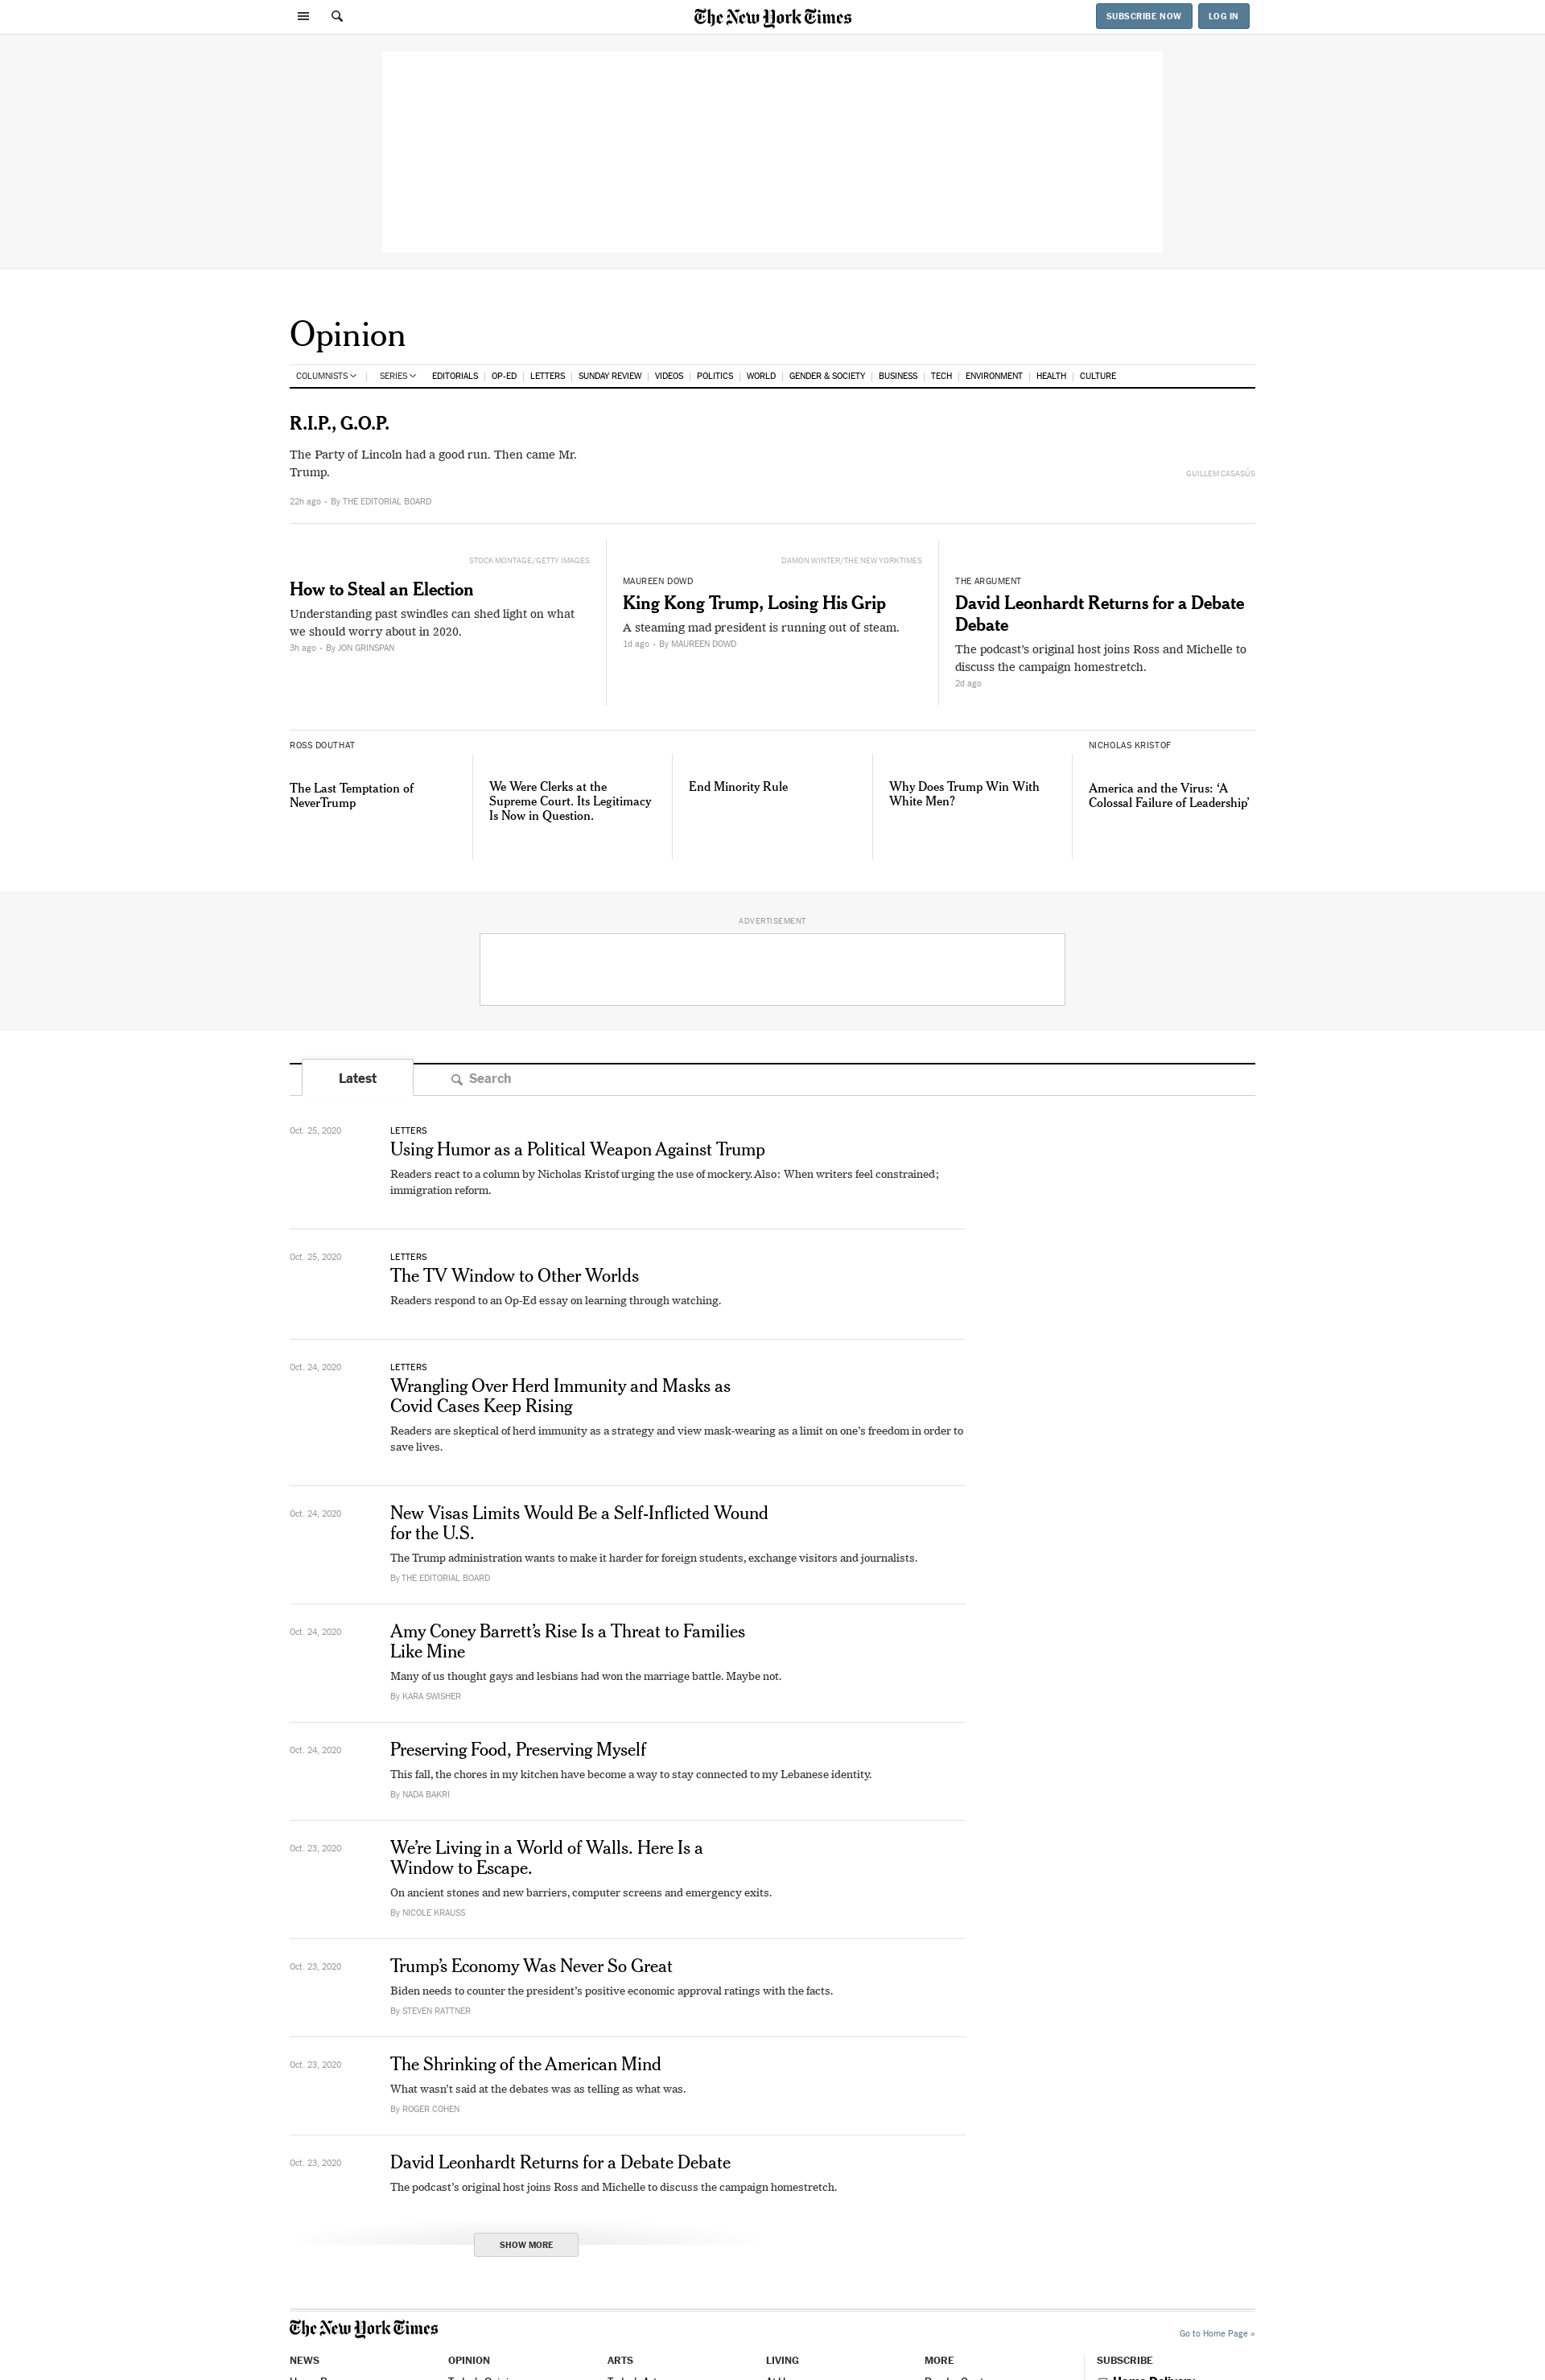 The New York Times
SUBSCRIBE NOW
LOG IN
Opinion
COLUMNISTS
SERIES
EDITORIALS
OP-ED
LETTERS
SUNDAY REVIEW
VIDEOS
POLITICS
WORLD
GENDER & SOCIETY
BUSINESS
TECH
ENVIRONMENT
HEALTH
CULTURE
R.I.P., G.O.P.
The Party of Lincoln had a good run. Then came Mr.
Trump.
22h ago • By THE EDITORIAL BOARD
GUILLEM CASASÚS
STOCK MONTAGE/GETTY IMAGES
How to Steal an Election
Understanding past swindles can shed light on what
we should worry about in 2020.
3h ago • By JON GRINSPAN
DAMON WINTER/THE NEW YORK TIMES
MAUREEN DOWD
King Kong Trump, Losing His Grip
A steaming mad president is running out of steam.
1d ago • By MAUREEN DOWD
THE ARGUMENT
David Leonhardt Returns for a Debate
Debate
The podcast’s original host joins Ross and Michelle to
discuss the campaign homestretch.
2d ago
ROSS DOUTHAT
The Last Temptation of
NeverTrump
We Were Clerks at the
Supreme Court. Its Legitimacy
Is Now in Question.
End Minority Rule
Why Does Trump Win With
White Men?
NICHOLAS KRISTOF
America and the Virus: ‘A
Colossal Failure of Leadership’
ADVERTISEMENT
Latest
Search
Oct. 25, 2020
LETTERS
Using Humor as a Political Weapon Against Trump
Readers react to a column by Nicholas Kristof urging the use of mockery. Also: When writers feel constrained;
immigration reform.
Oct. 25, 2020
LETTERS
The TV Window to Other Worlds
Readers respond to an Op-Ed essay on learning through watching.
Oct. 24, 2020
LETTERS
Wrangling Over Herd Immunity and Masks as
Covid Cases Keep Rising
Readers are skeptical of herd immunity as a strategy and view mask-wearing as a limit on one’s freedom in order to
save lives.
Oct. 24, 2020
New Visas Limits Would Be a Self-Inflicted Wound
for the U.S.
The Trump administration wants to make it harder for foreign students, exchange visitors and journalists.
By THE EDITORIAL BOARD
Oct. 24, 2020
Amy Coney Barrett’s Rise Is a Threat to Families
Like Mine
Many of us thought gays and lesbians had won the marriage battle. Maybe not.
By KARA SWISHER
Oct. 24, 2020
Preserving Food, Preserving Myself
This fall, the chores in my kitchen have become a way to stay connected to my Lebanese identity.
By NADA BAKRI
Oct. 23, 2020
We’re Living in a World of Walls. Here Is a
Window to Escape.
On ancient stones and new barriers, computer screens and emergency exits.
By NICOLE KRAUSS
Oct. 23, 2020
Trump’s Economy Was Never So Great
Biden needs to counter the president’s positive economic approval ratings with the facts.
By STEVEN RATTNER
Oct. 23, 2020
The Shrinking of the American Mind
What wasn’t said at the debates was as telling as what was.
By ROGER COHEN
Oct. 23, 2020
David Leonhardt Returns for a Debate Debate
The podcast’s original host joins Ross and Michelle to discuss the campaign homestretch.
SHOW MORE
The New York Times
Go to Home Page »
NEWS
OPINION
ARTS
LIVING
MORE
SUBSCRIBE